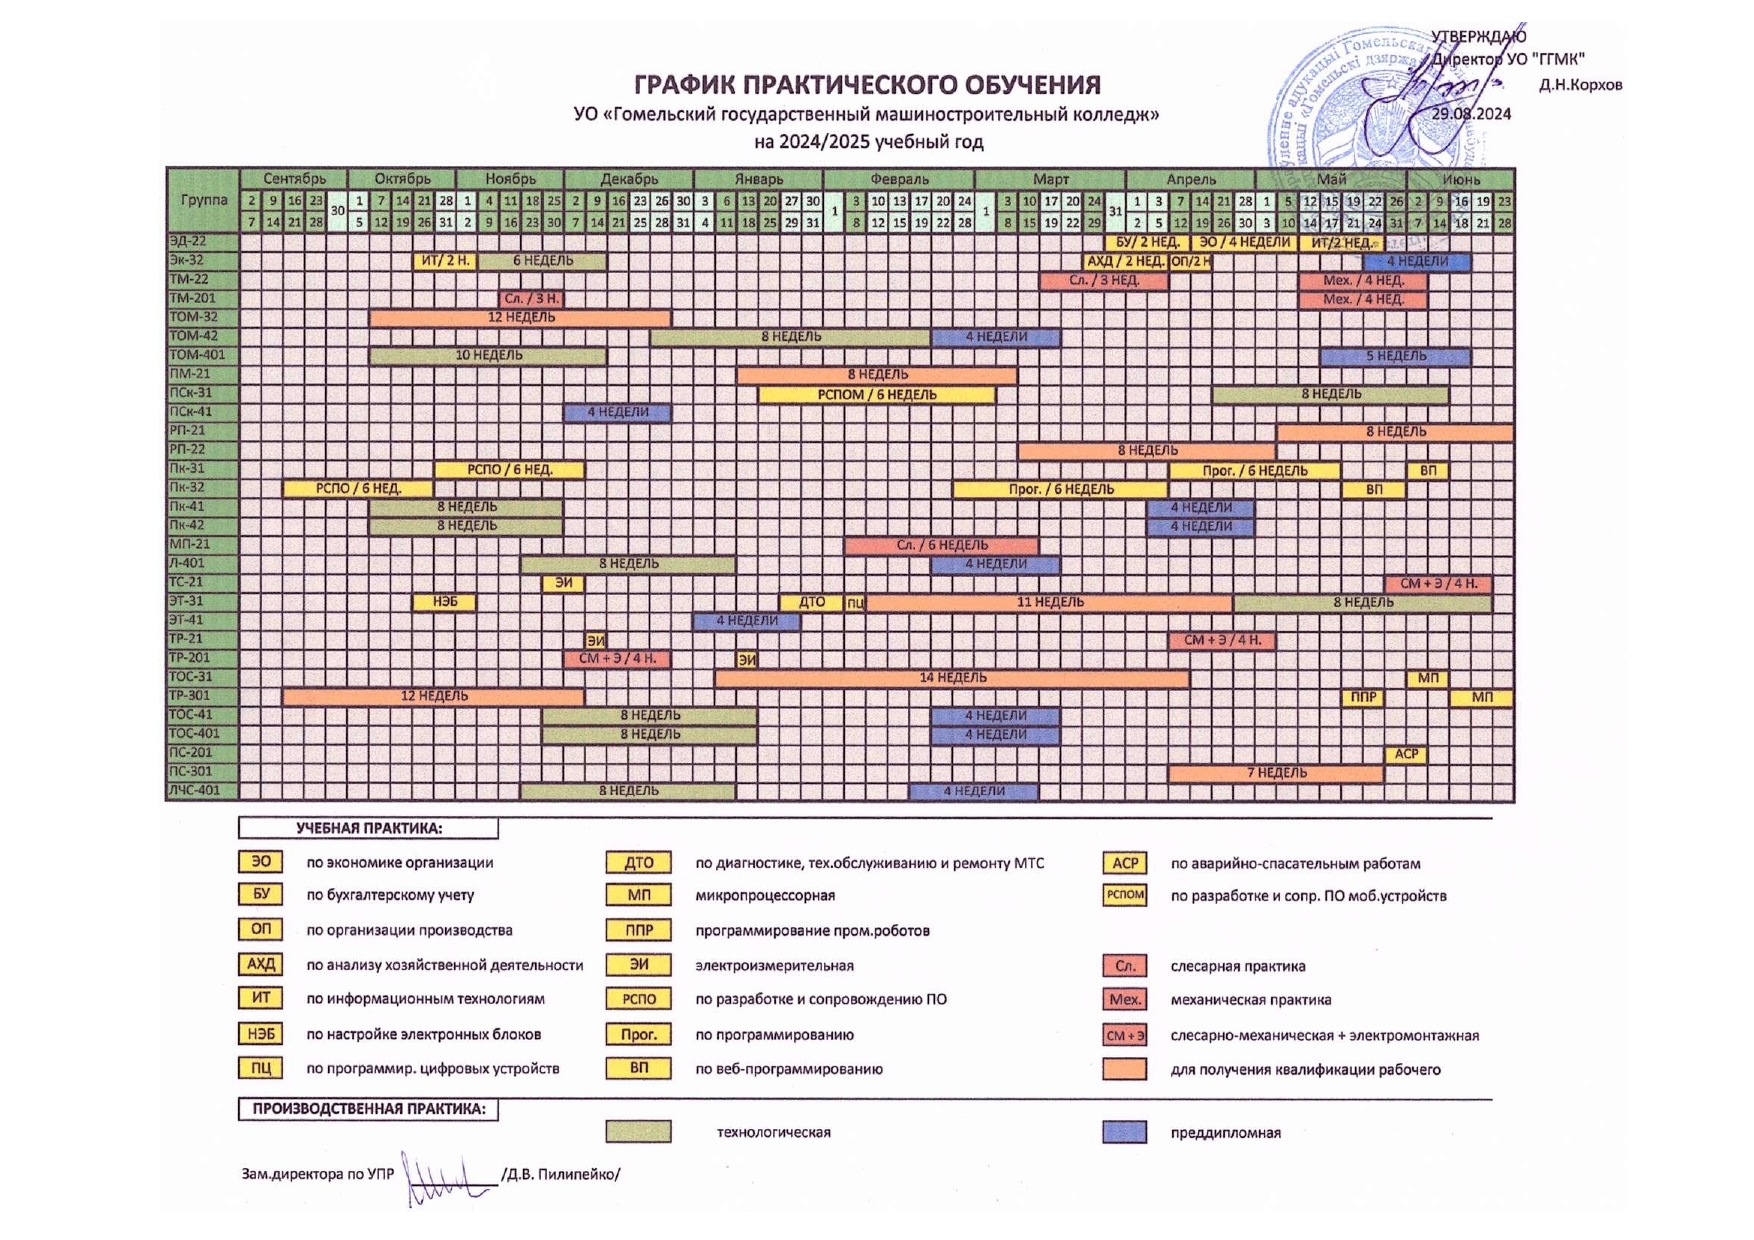 УТВЕРЖДАЮ
Директор УО "ГГМК"
Д.Н.Корхов
29.08.2024
ГРАФИК ПРАКТИЧЕСКОГО ОБУЧЕНИЯ
УО «Гомельский государственный машиностроительный колледж»
на 2024/2025 учебный год
Группа Сентябрь Октябрь Ноябрь Декабрь Январь Февраль Март Апрель Май Июнь
2 9 16 23 30 1 7 14 21 28 1 4 11 18 25 2 9 16 23 26 30 3 6 13 20 27 30 1 3 10 13 17 20 24 1 3 10 17 20 24 31 1 3 7 14 21 28 1 5 12 15 19 22 26 2 9 16 19 23
7 14 21 28 5 12 19 26 31 2 9 16 23 30 7 14 21 25 28 31 4 11 18 25 29 31 8 12 15 19 22 28 8 15 19 22 29 2 5 12 19 26 30 3 10 14 17 21 24 31 7 14 18 21 28
ЭД-22 БУ/ 2 НЕД. ЭО / 4 НЕДЕЛИ ИТ/2 НЕД.
Эк-32 ИТ/ 2 Н. 6 НЕДЕЛЬ АХД / 2 НЕД. ОП/2 Н 4 НЕДЕЛИ
ТМ-22 Сл. / 3 НЕД. Мех. / 4 НЕД.
ТМ-201 Сл. / 3 Н. Мех. / 4 НЕД.
ТОМ-32 12 НЕДЕЛЬ
ТОМ-42 8 НЕДЕЛЬ 4 НЕДЕЛИ
ТОМ-401 10 НЕДЕЛЬ 5 НЕДЕЛЬ
ПМ-21 8 НЕДЕЛЬ
ПСк-31 РСПОМ / 6 НЕДЕЛЬ 8 НЕДЕЛЬ
ПСк-41 4 НЕДЕЛИ
РП-21 8 НЕДЕЛЬ
РП-22 8 НЕДЕЛЬ
Пк-31 РСПО / 6 НЕД. Прог. / 6 НЕДЕЛЬ ВП
Пк-32 РСПО / 6 НЕД. Прог. / 6 НЕДЕЛЬ ВП
Пк-41 8 НЕДЕЛЬ 4 НЕДЕЛИ
Пк-42 8 НЕДЕЛЬ 4 НЕДЕЛИ
МП-21 Сл. / 6 НЕДЕЛЬ
Л-401 8 НЕДЕЛЬ 4 НЕДЕЛИ
ТС-21 ЭИ СМ + Э / 4 Н.
ЭТ-31 НЭБ ДТО ПЦ 11 НЕДЕЛЬ 8 НЕДЕЛЬ
ЭТ-41 4 НЕДЕЛИ
ТР-21 ЭИ СМ + Э / 4 Н.
ТР-201 СМ + Э / 4 Н. ЭИ
ТОС-31 14 НЕДЕЛЬ МП
ТР-301 12 НЕДЕЛЬ ППР МП
ТОС-41 8 НЕДЕЛЬ 4 НЕДЕЛИ
ТОС-401 8 НЕДЕЛЬ 4 НЕДЕЛИ
ПС-201 АСР
ПС-301 7 НЕДЕЛЬ
ЛЧС-401 8 НЕДЕЛЬ 4 НЕДЕЛИ
УЧЕБНАЯ ПРАКТИКА:
ЭО по экономике организации ДТО по диагностике, тех.обслуживанию и ремонту МТС АСР по аварийно-спасательным работам
БУ по бухгалтерскому учету МП микропроцессорная РСПОМ по разработке и сопр. ПО моб.устройств
ОП по организации производства ППР программирование пром.роботов
АХД по анализу хозяйственной деятельности ЭИ электроизмерительная Сл. слесарная практика
ИТ по информационным технологиям РСПО по разработке и сопровождению ПО Мех. механическая практика
НЭБ по настройке электронных блоков Прог. по программированию СМ + Э слесарно-механическая + электромонтажная
ПЦ по программир. цифровых устройств ВП по веб-программированию для получения квалификации рабочего
ПРОИЗВОДСТВЕННАЯ ПРАКТИКА:
технологическая преддипломная
Зам.директора по УПР /Д.В. Пилипейко/